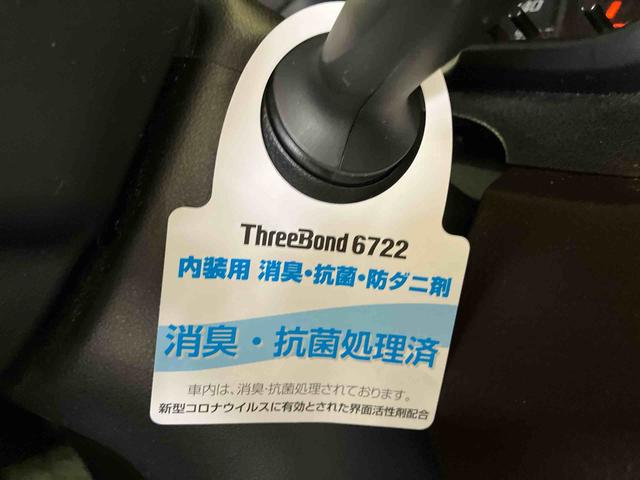 40
ThreeBond 6722
内装用 消臭・抗菌・防ダニ剤
消臭・抗菌処理済
車内は、消臭・抗菌処理されております。
新型コロナウイルスに有効とされた界面活性剤配合